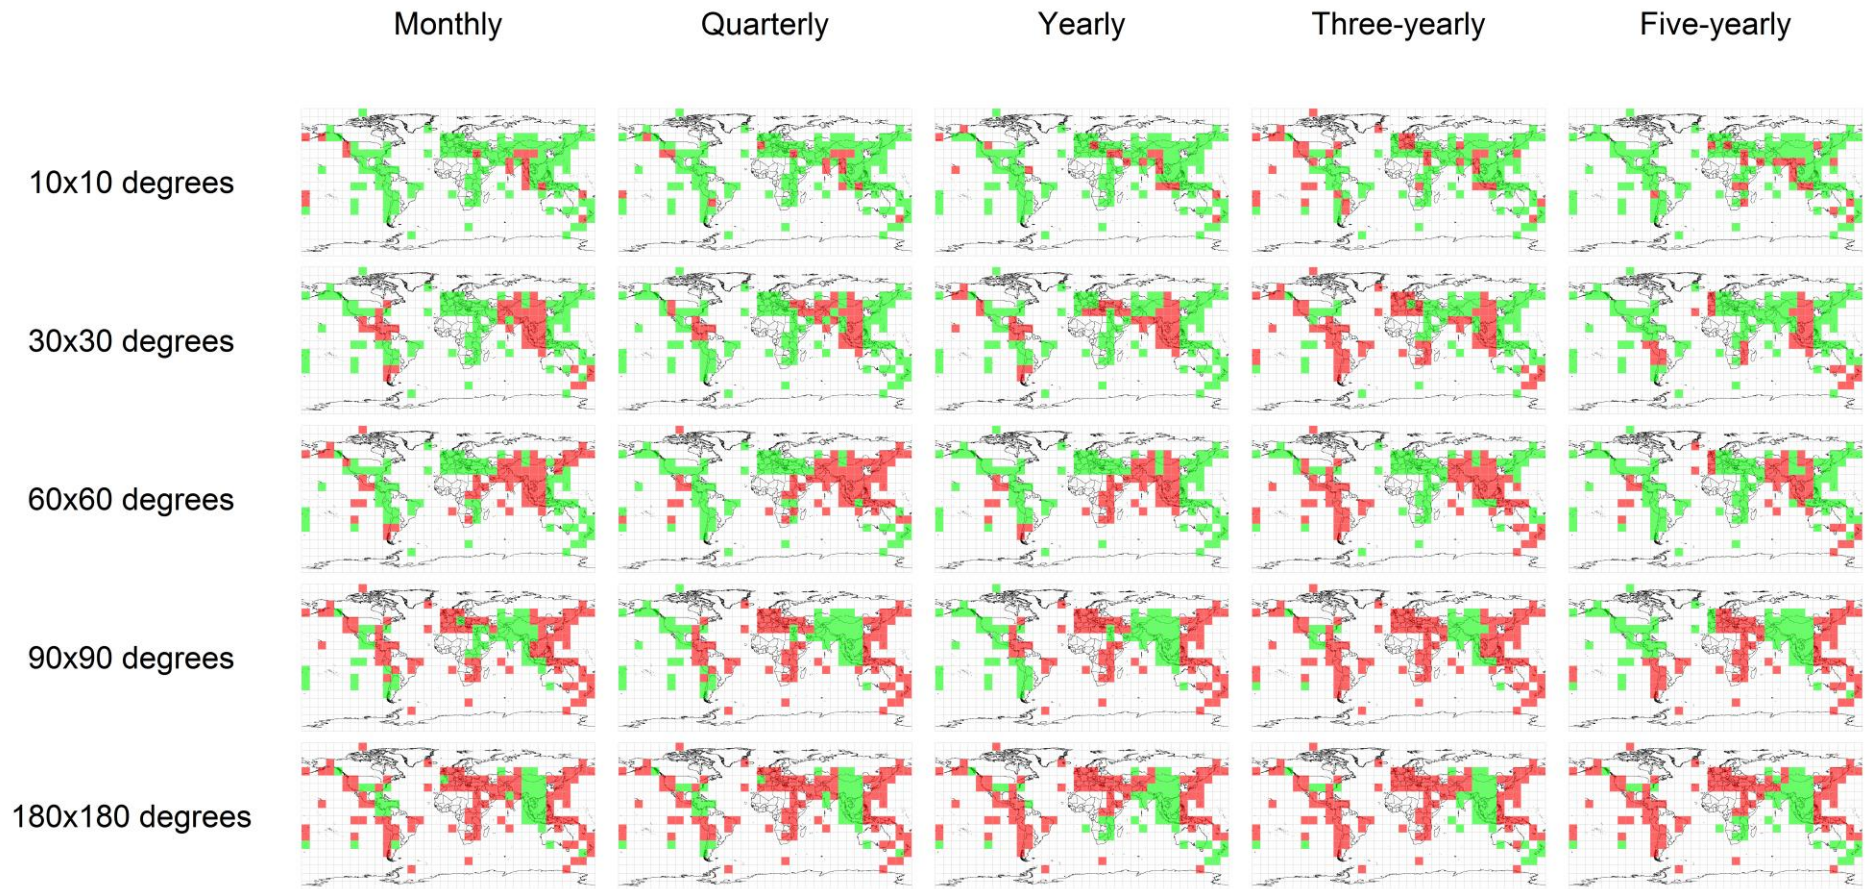 Monthly Quarterly Yearly Three-yearly Five-yearly
10x10 degrees
30x30 degrees
60x60 degrees
90x90 degrees
180x180 degrees